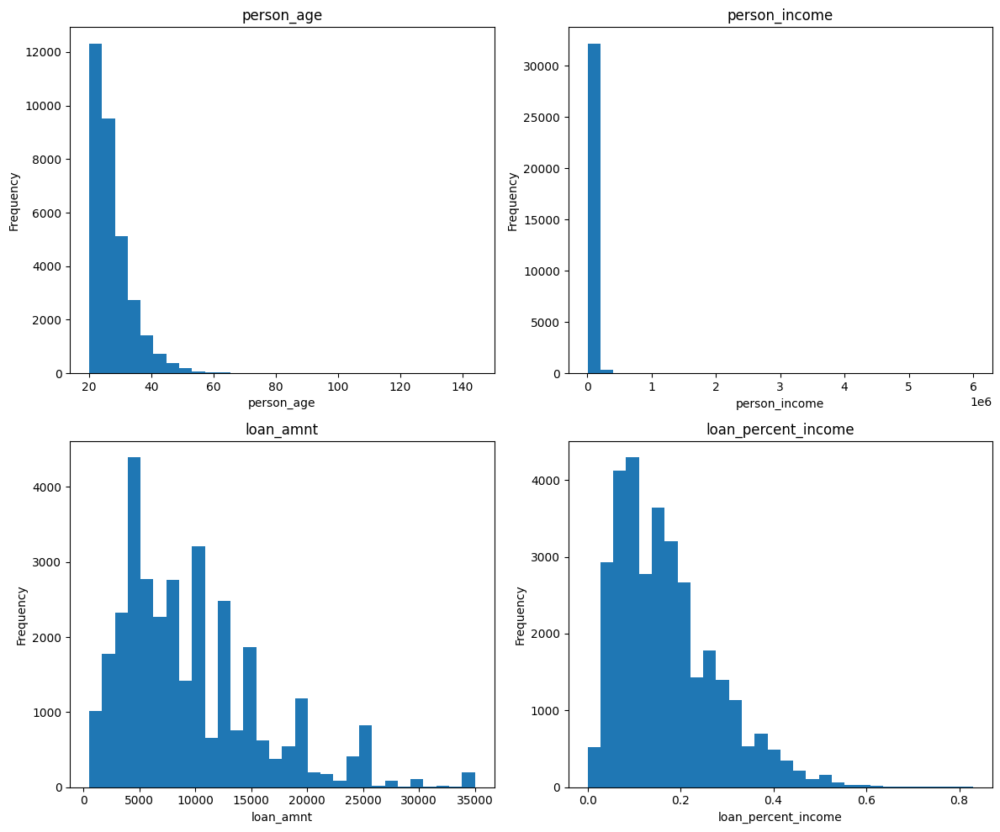 person_age
12000
10000
8000
6000
4000
2000
0
Frequency
20 40 60 80 100 120 140
person_age
person_income
30000
25000
20000
15000
10000
5000
0
Frequency
0 1 2 3 4 5 6
1e6
person_income
loan_amnt
4000
3000
2000
1000
0
Frequency
0 5000 10000 15000 20000 25000 30000 35000
loan_amnt
loan_percent_income
4000
3000
2000
1000
0
Frequency
0.0 0.2 0.4 0.6 0.8
loan_percent_income